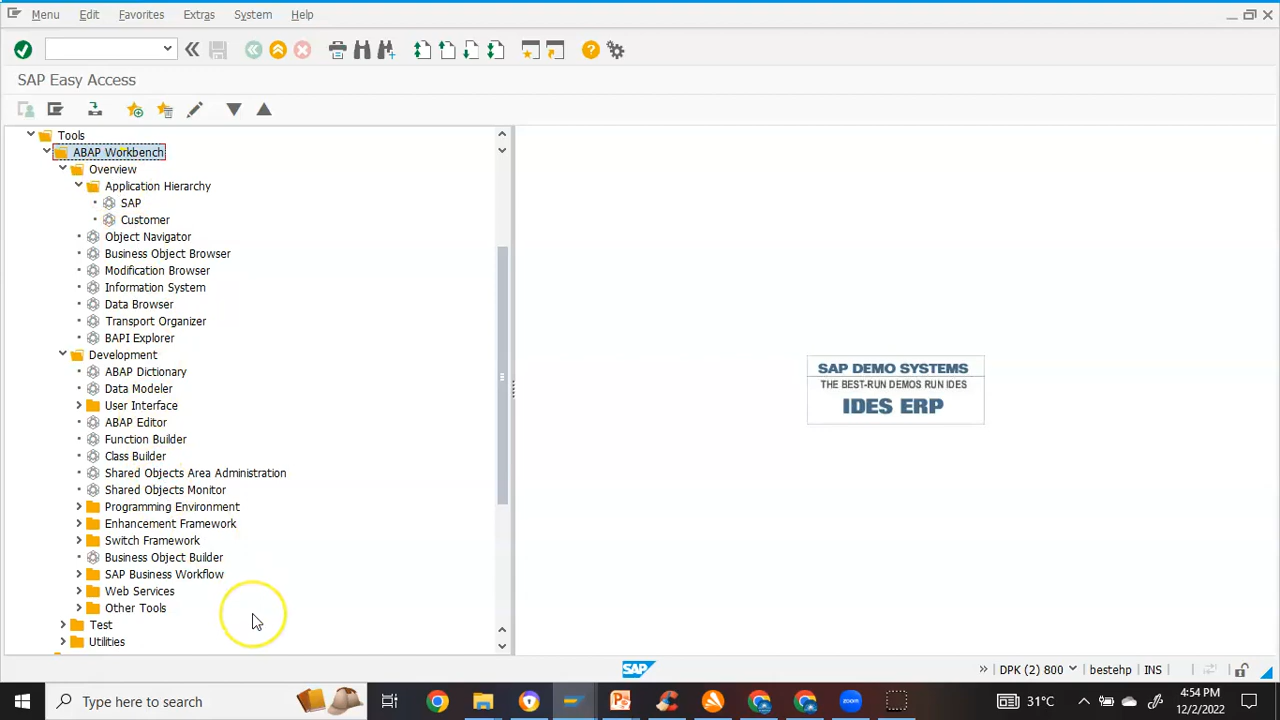 Menu Edit Favorites Extras System Help
SAP Easy Access
Tools
ABAP Workbench
Overview
Application Hierarchy
SAP
Customer
Object Navigator
Business Object Browser
Modification Browser
Information System
Data Browser
Transport Organizer
BAPI Explorer
Development
ABAP Dictionary
Data Modeler
User Interface
ABAP Editor
Function Builder
Class Builder
Shared Objects Area Administration
Shared Objects Monitor
Programming Environment
Enhancement Framework
Switch Framework
Business Object Builder
SAP Business Workflow
Web Services
Other Tools
Test
Utilities
SAP DEMO SYSTEMS
THE BEST-RUN DEMOS RUN IDES
IDES ERP
SAP
DPK (2) 800 bestehp INS
Type here to search
31°C
4:54 PM
12/2/2022